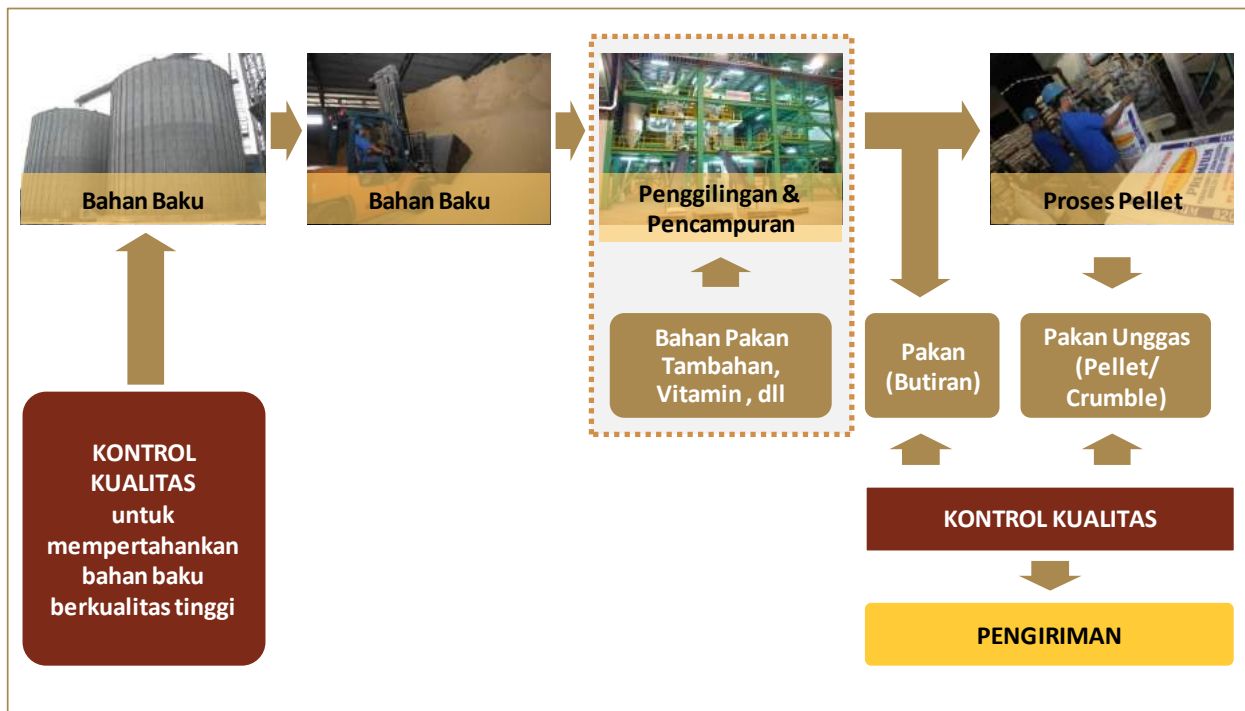 Bahan Baku
Bahan Baku
Penggilingan &
Pencampuran
Proses Pellet
PREMIUM
Bahan Pakan
Tambahan,
Vitamin , dll
Pakan
(Butiran)
Pakan Unggas
(Pellet/
Crumble)
KONTROL
KUALITAS
untuk
mempertahankan
bahan baku
berkualitas tinggi
KONTROL KUALITAS
PENGIRIMAN